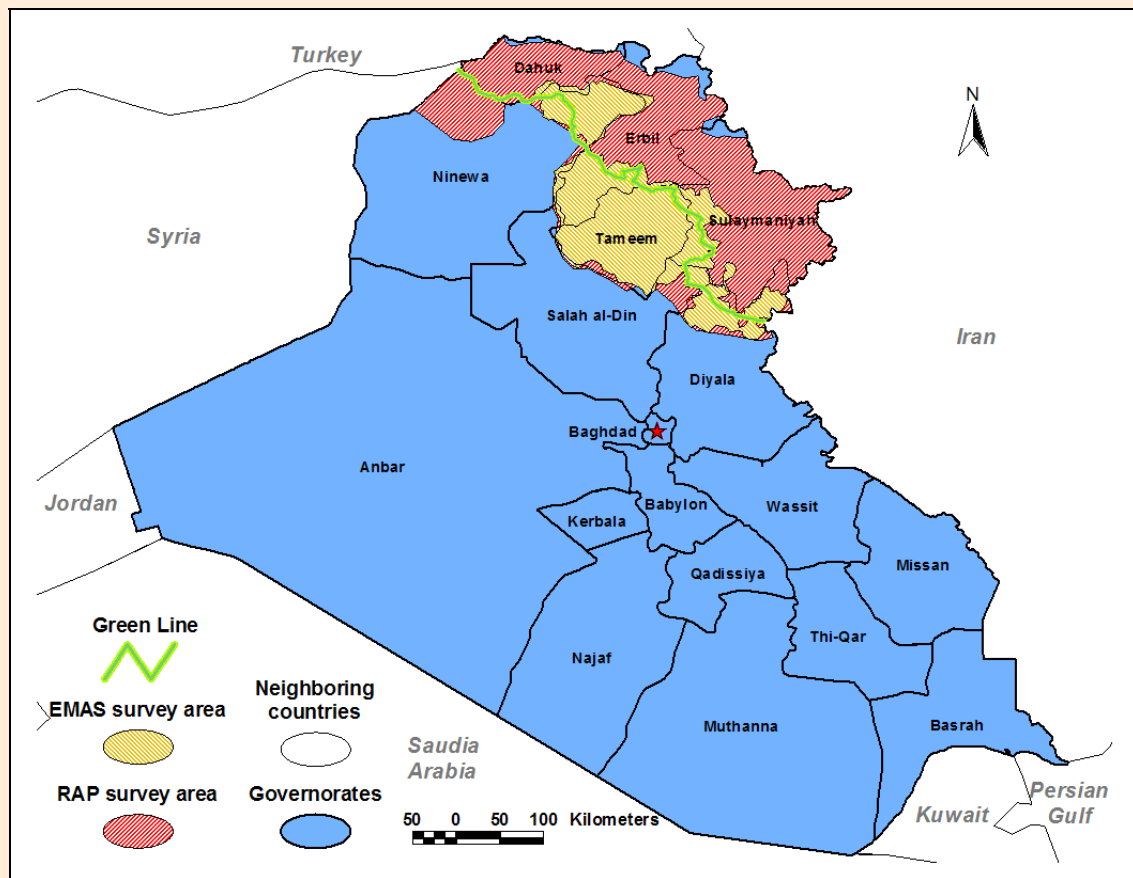 Turkey
Dahuk
N
Erbil
Ninewa
Sulaymaniyah
Syria
Tameem
Salah al-Din
Iran
Diyala
Baghdad
Anbar
Jordan
Babylon
Wassit
Kerbala
Missan
Qadissiya
Thi-Qar
Najaf
Muthanna
Basrah
Saudia
Arabia
Kuwait
Persian
Gulf
Green Line
EMAS survey area
RAP survey area
Neighboring
countries
Governorates
50 0 50 100 Kilometers